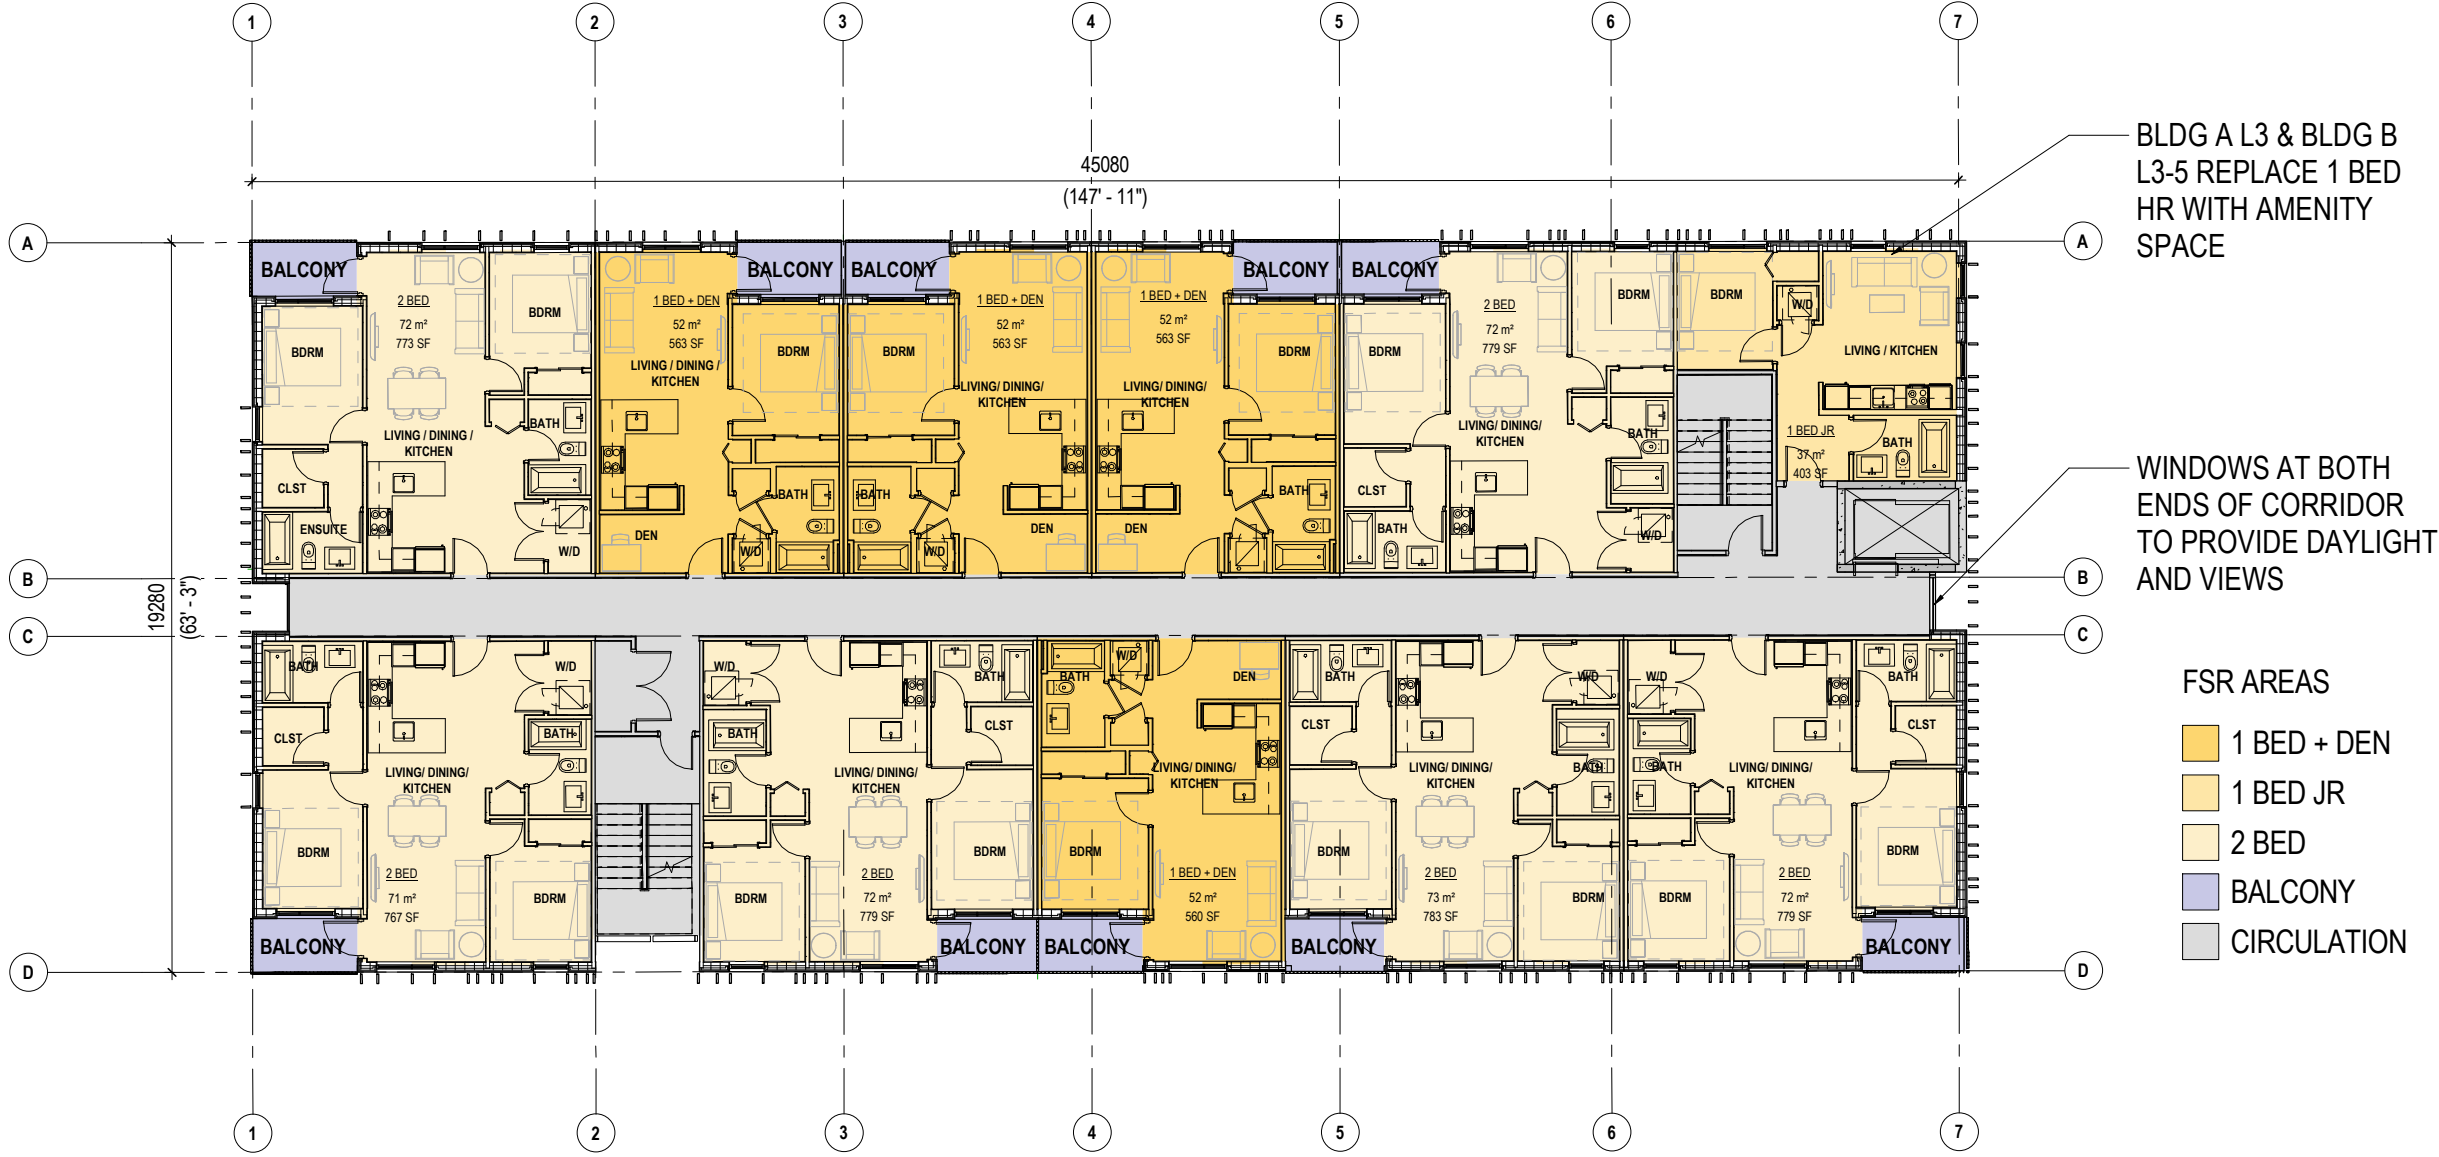 1 2 3 4 5 6 7
45080
(147' - 11")
BLDG A L3 & BLDG B
L3-5 REPLACE 1 BED
HR WITH AMENITY
SPACE
A A
BALCONY BALCONY BALCONY BALCONY BALCONY
2 BED
72 m²
773 SF
BDRM
BDRM
LIVING / DINING /
KITCHEN
BATH
CLST
ENSUITE
W/D
1 BED + DEN
52 m²
563 SF
LIVING / DINING /
KITCHEN
BDRM
BATH
DEN
W/D
1 BED + DEN
52 m²
563 SF
BDRM
LIVING/ DINING/
KITCHEN
BATH
DEN
W/D
1 BED + DEN
52 m²
563 SF
BDRM
LIVING/ DINING/
KITCHEN
BATH
DEN
2 BED
72 m²
779 SF
BDRM
BDRM
LIVING/ DINING/
KITCHEN
BATH
CLST
BATH
W/D
BDRM
W/D
LIVING / KITCHEN
1 BED JR
37 m²
403 SF
BATH
WINDOWS AT BOTH
ENDS OF CORRIDOR
TO PROVIDE DAYLIGHT
AND VIEWS
B B
19280
(63' - 3")
C C
BATH
W/D
CLST
BATH
LIVING/ DINING/
KITCHEN
BDRM
2 BED
71 m²
767 SF
BDRM
W/D
BATH
BATH
CLST
LIVING/ DINING/
KITCHEN
BDRM
2 BED
72 m²
779 SF
BDRM
W/D
BATH
DEN
LIVING/ DINING/
KITCHEN
BDRM
1 BED + DEN
52 m²
560 SF
BATH
W/D
CLST
LIVING/ DINING/
KITCHEN
BATH
BDRM
2 BED
73 m²
783 SF
BDRM
W/D
BATH
CLST
BATH
LIVING/ DINING/
KITCHEN
BDRM
2 BED
72 m²
779 SF
BDRM
BALCONY BALCONY BALCONY BALCONY BALCONY
D D
FSR AREAS
1 BED + DEN
1 BED JR
2 BED
BALCONY
CIRCULATION
1 2 3 4 5 6 7